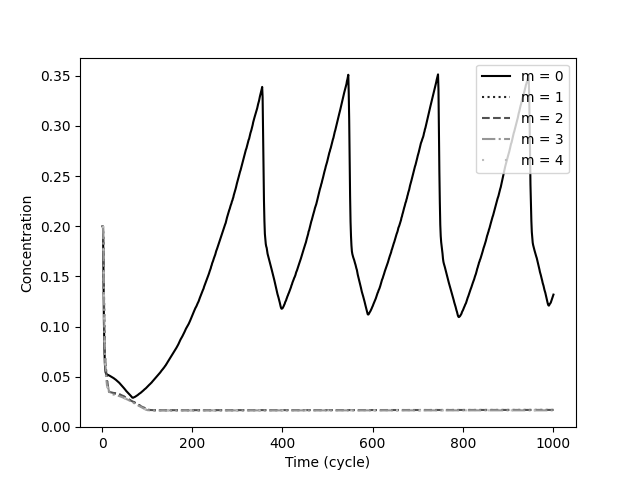 0.35
0.30
0.25
0.20
0.15
0.10
0.05
0.00
Concentration
0
200
400
600
800
1000
Time (cycle)
m = 0
m = 1
m = 2
m = 3
m = 4